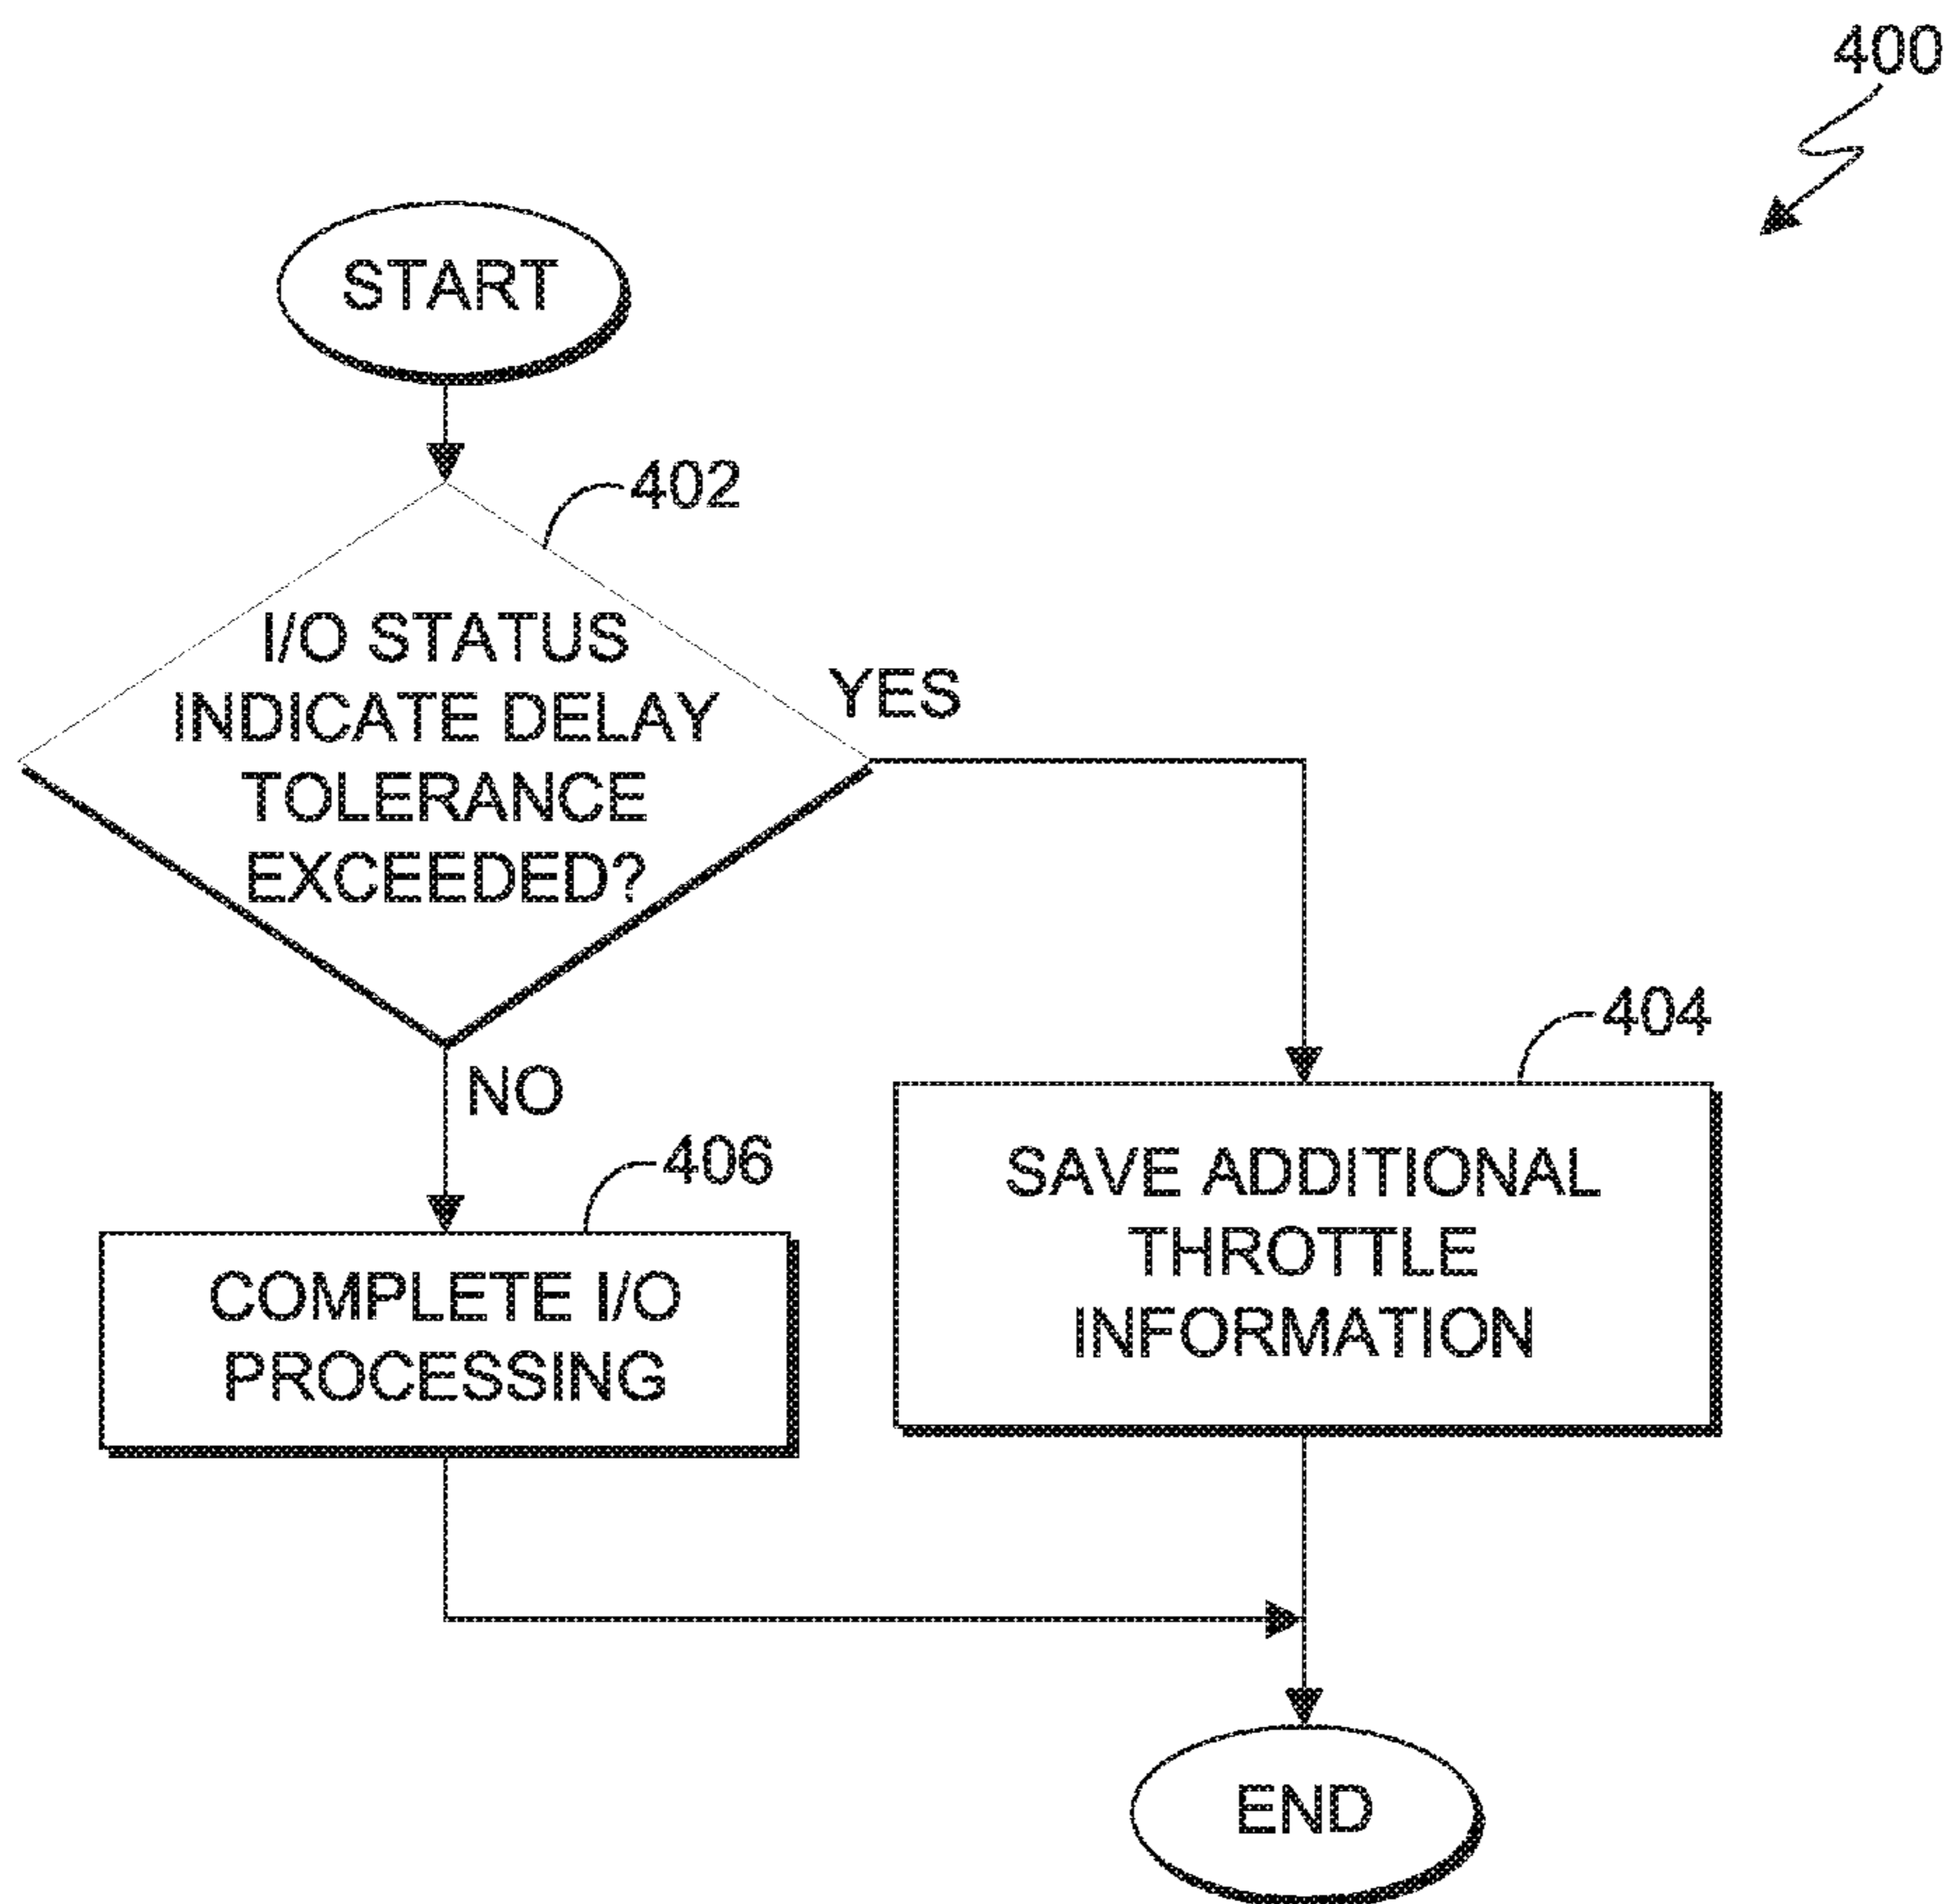 400
START
402
I/O STATUS
INDICATE DELAY
TOLERANCE
EXCEEDED?
YES
NO
404
SAVE ADDITIONAL
THROTTLE
INFORMATION
406
COMPLETE I/O
PROCESSING
END